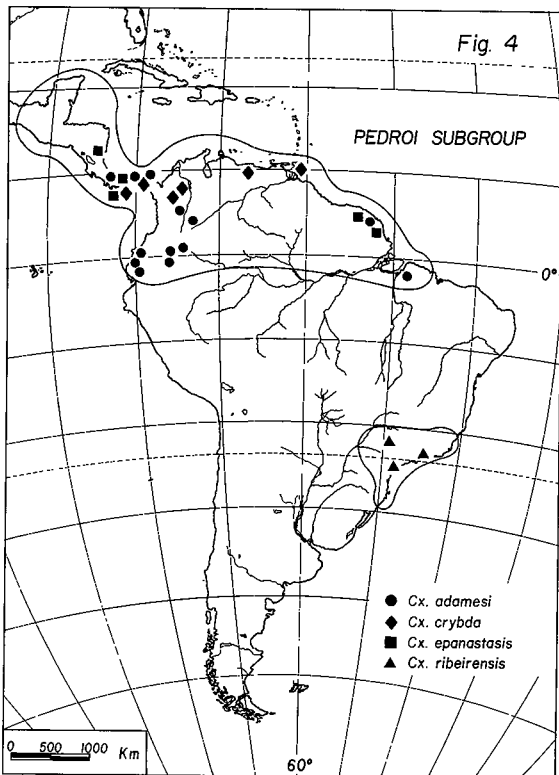 Fig. 4
PEDROI SUBGROUP
0°
Cx. adamesi
Cx. crybda
Cx. epanastasis
Cx. ribeirensis
0 500 1000 Km
60°